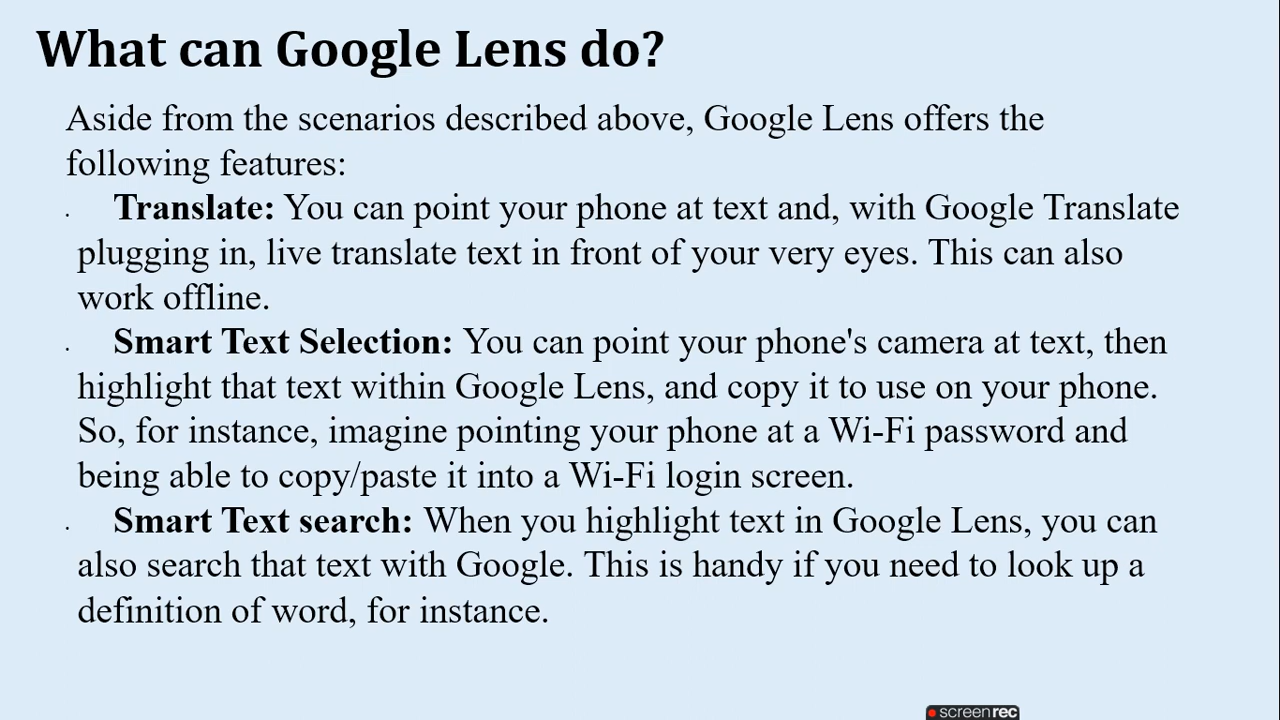 What can Google Lens do?
Aside from the scenarios described above, Google Lens offers the
following features:
· Translate: You can point your phone at text and, with Google Translate
plugging in, live translate text in front of your very eyes. This can also
work offline.
· Smart Text Selection: You can point your phone's camera at text, then
highlight that text within Google Lens, and copy it to use on your phone.
So, for instance, imagine pointing your phone at a Wi-Fi password and
being able to copy/paste it into a Wi-Fi login screen.
· Smart Text search: When you highlight text in Google Lens, you can
also search that text with Google. This is handy if you need to look up a
definition of word, for instance.
screenrec